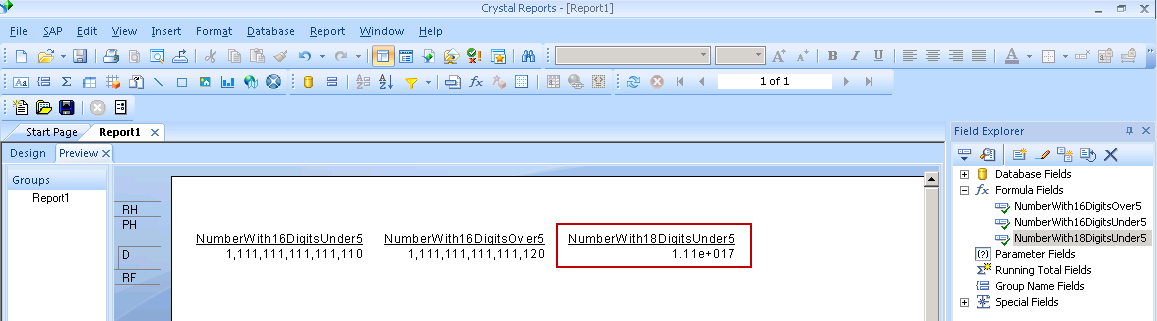 Crystal Reports - [Report1]
File SAP Edit View Insert Format Database Report Window Help
1 of 1
Start Page Report1
Field Explorer
Design Preview
Groups
Report1
RH
PH
D
RF
NumberWith16DigitsUnder5 NumberWith16DigitsOver5 NumberWith18DigitsUnder5
1,111,111,111,111,110 1,111,111,111,111,120 1.11e+017
Database Fields
Formula Fields
NumberWith16DigitsOver5
NumberWith16DigitsUnder5
NumberWith18DigitsUnder5
Parameter Fields
Running Total Fields
Group Name Fields
Special Fields